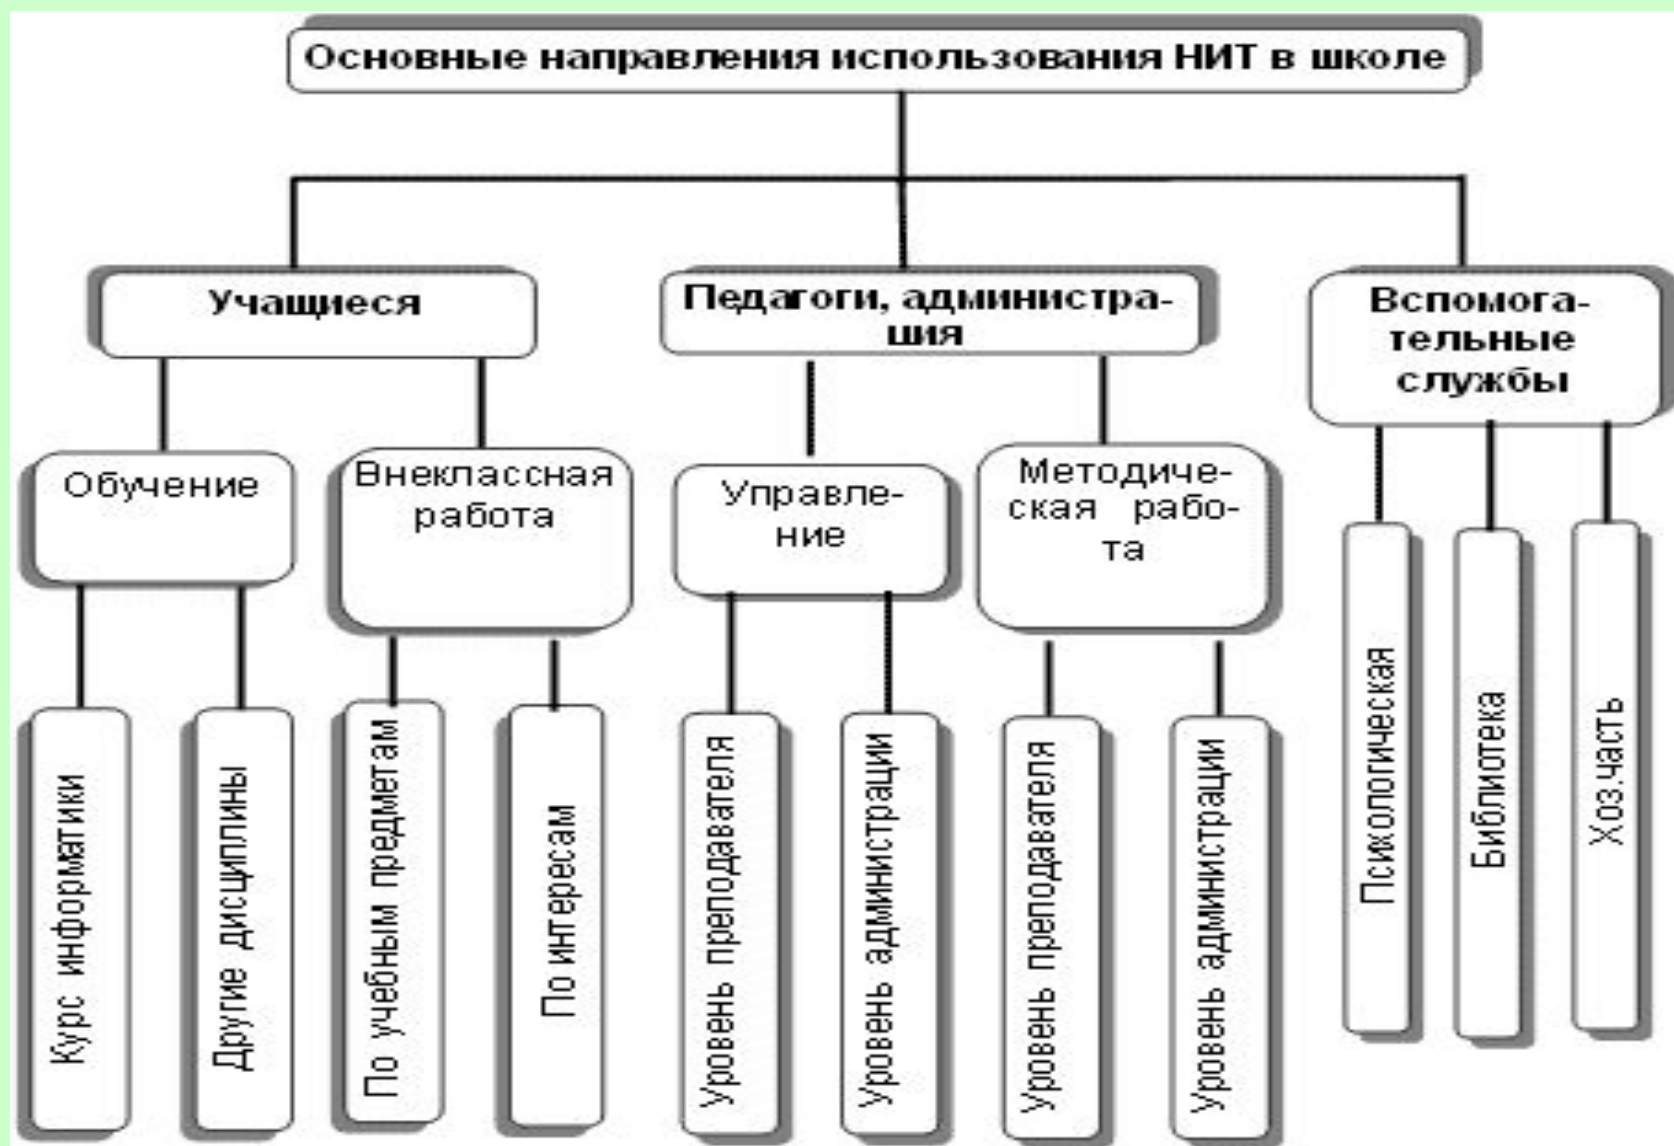 Основные направления использования НИТ в школе
Учащиеся
Педагоги, администра-
ция
Вспомога-
тельные
службы
Обучение
Внеклассная
работа
Управле-
ние
Методиче-
ская рабо-
та
Курс информатики
Другие дисциплины
По учебным предметам
По интересам
Уровень преподавателя
Уровень администрации
Уровень преподавателя
Уровень администрации
Психологическая
Библиотека
Хоз.часть